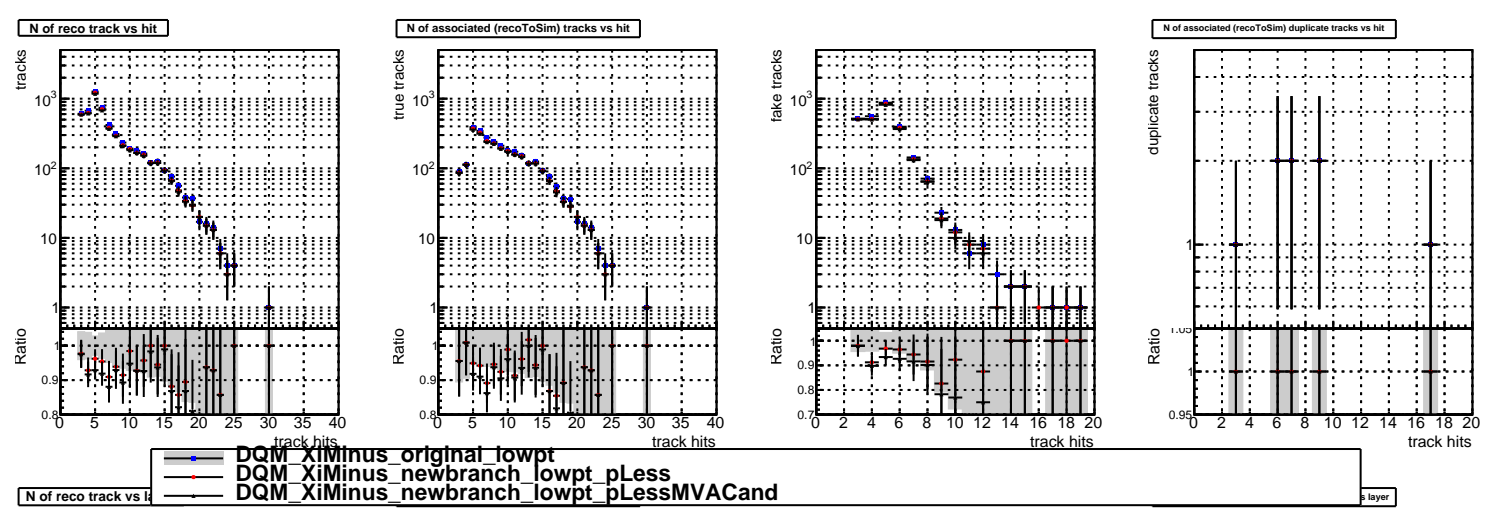 N of reco track vs hit
N of associated (recoToSim) tracks vs hit
N of associated (recoToSim) duplicate tracks vs hit
tracks
10³
10²
10
1
Ratio
1
0.9
0.8
0 5 10 15 20 25 30 35 40
track hits
true tracks
10³
10²
10
1
Ratio
1
0.9
0.8
0 5 10 15 20 25 30 35 40
track hits
fake tracks
10³
10²
10
1
Ratio
1
0.9
0.8
0.7
0 2 4 6 8 10 12 14 16 18 20
track hits
duplicate tracks
1
Ratio
1.05
1
0.95
0 2 4 6 8 10 12 14 16 18 20
track hits
DQM_XiMinus_original_lowpt
DQM_XiMinus_newbranch_lowpt_pLess
DQM_XiMinus_newbranch_lowpt_pLessMVACand
N of reco track vs la
s layer